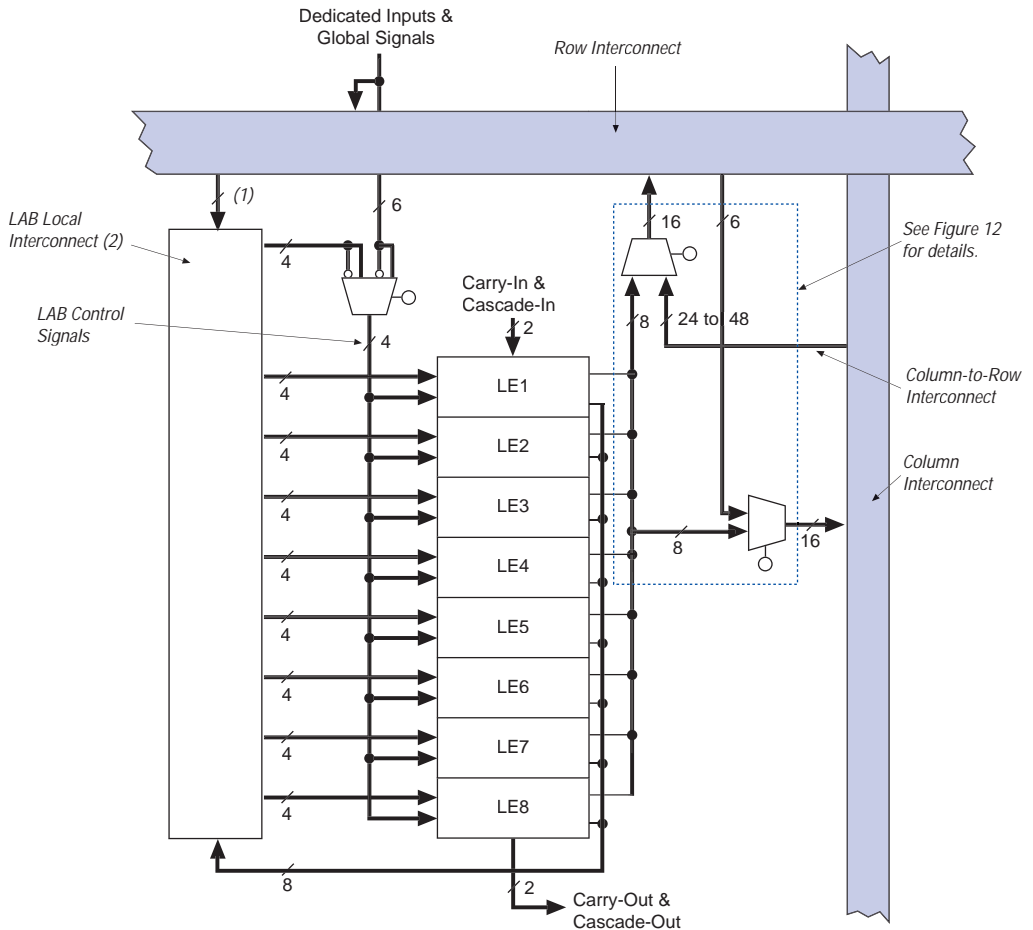 Dedicated Inputs &
Global Signals
Row Interconnect
(1)
6
16
6
LAB Local
Interconnect (2)
See Figure 12
for details.
4
Carry-In &
Cascade-In
LAB Control
Signals
4
2
8
24 to 48
Column-to-Row
Interconnect
4
LE1
4
LE2
Column
Interconnect
4
LE3
8
16
4
LE4
4
LE5
4
LE6
4
LE7
4
LE8
8
2
Carry-Out &
Cascade-Out